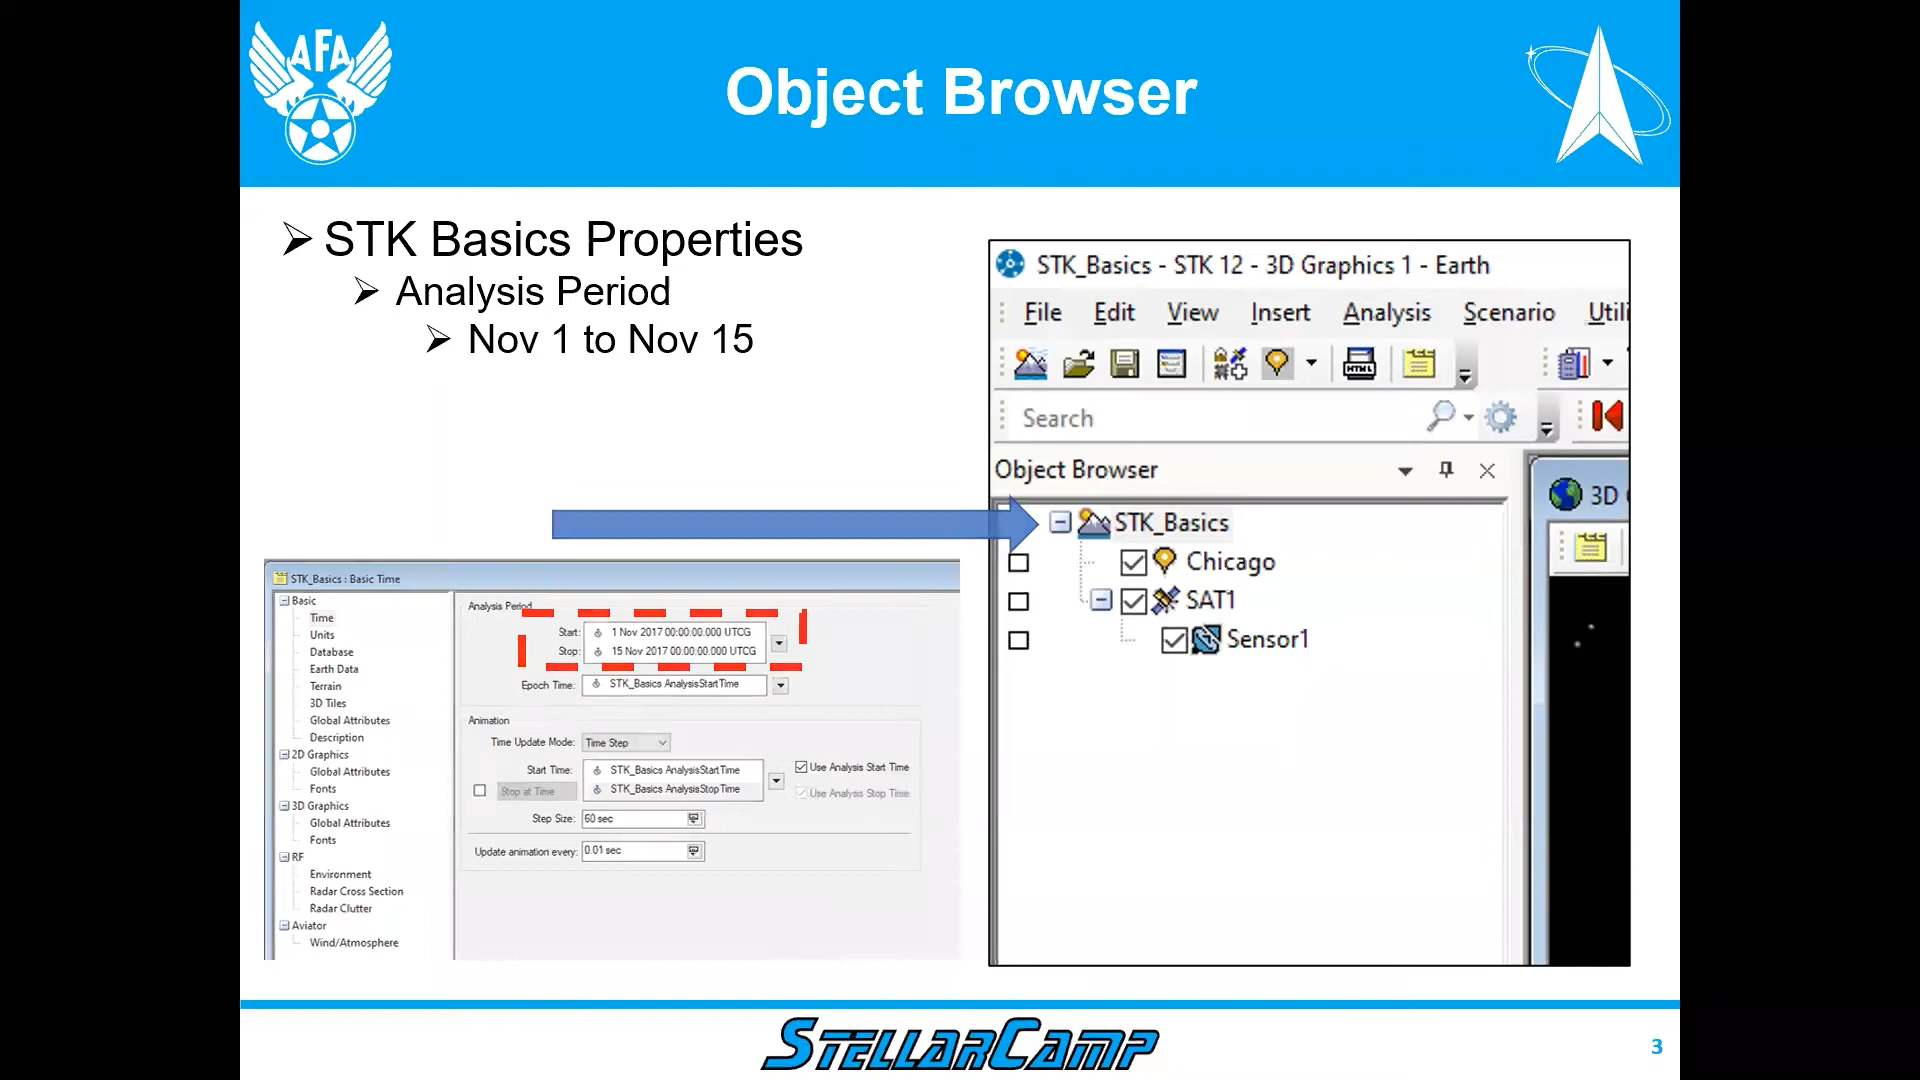 AFA
Object Browser
➢ STK Basics Properties
➢ Analysis Period
➢ Nov 1 to Nov 15
STK_Basics - STK 12 - 3D Graphics 1 - Earth
File Edit View Insert Analysis Scenario Utili
HTML
Search
Object Browser
3D
STK_Basics
Chicago
SAT1
Sensor1
STK_Basics : Basic Time
Basic
Time
Units
Database
Earth Data
Terrain
3D Tiles
Global Attributes
Description
2D Graphics
Global Attributes
Fonts
3D Graphics
Global Attributes
Fonts
RF
Environment
Radar Cross Section
Radar Clutter
Aviator
Wind/Atmosphere
Analysis Period
Start: 1 Nov 2017 00:00:00.000 UTCG
Stop: 15 Nov 2017 00:00:00.000 UTCG
Epoch Time: STK_Basics AnalysisStartTime
Animation
Time Update Mode: Time Step
Start Time: STK_Basics AnalysisStartTime
Use Analysis Start Time
Stop at Time STK_Basics AnalysisStopTime
Use Analysis Stop Time
Step Size: 60 sec
Update animation every: 0.01 sec
STELLARCAMP
3